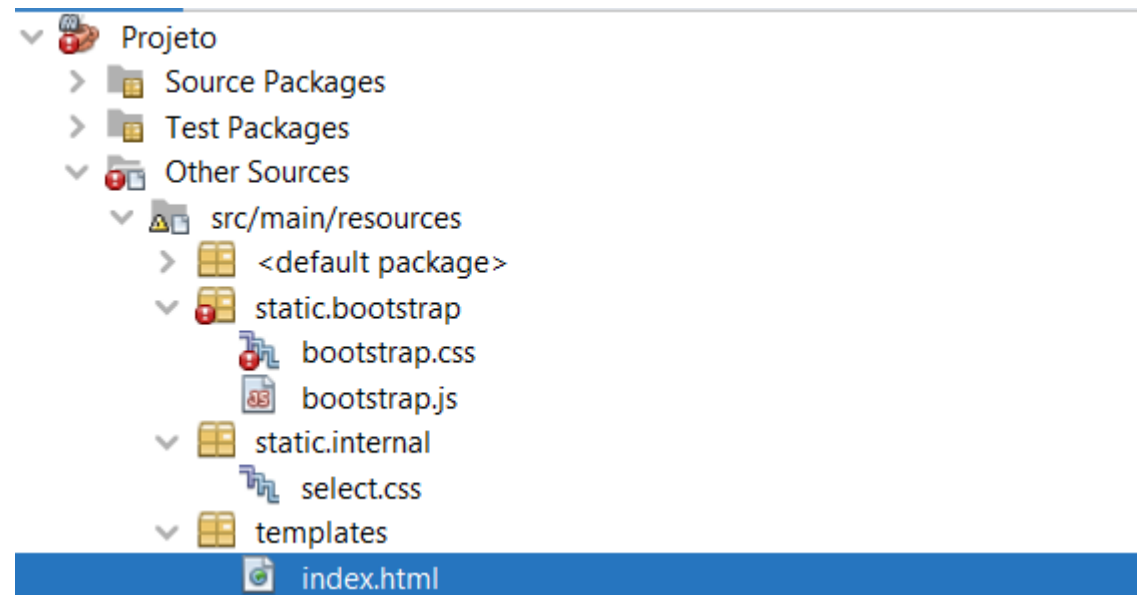 Projeto
Source Packages
Test Packages
Other Sources
src/main/resources
<default package>
static.bootstrap
bootstrap.css
bootstrap.js
static.internal
select.css
templates
index.html